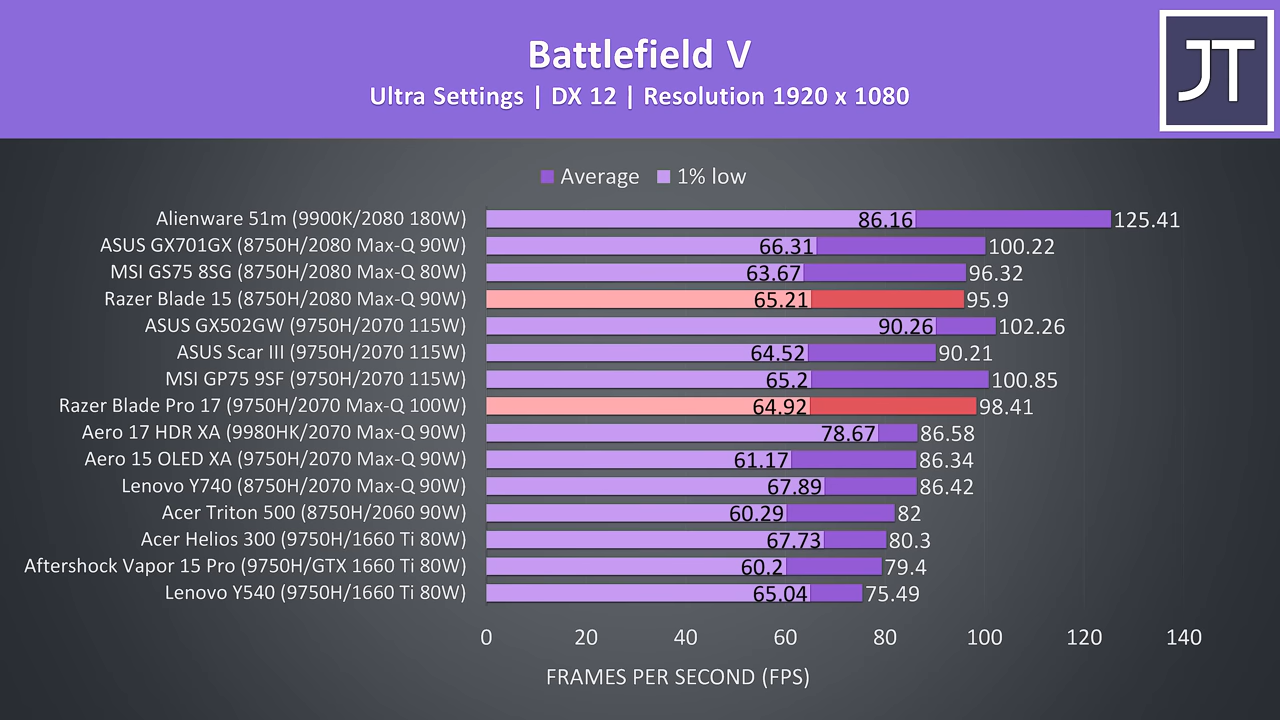 Battlefield V
Ultra Settings | DX 12 | Resolution 1920 x 1080
JT
Average 1% low
Alienware 51m (9900K/2080 180W) 86.16 125.41
ASUS GX701GX (8750H/2080 Max-Q 90W) 66.31 100.22
MSI GS75 8SG (8750H/2080 Max-Q 80W) 63.67 96.32
Razer Blade 15 (8750H/2080 Max-Q 90W) 65.21 95.9
ASUS GX502GW (9750H/2070 115W) 90.26 102.26
ASUS Scar III (9750H/2070 115W) 64.52 90.21
MSI GP75 9SF (9750H/2070 115W) 65.2 100.85
Razer Blade Pro 17 (9750H/2070 Max-Q 100W) 64.92 98.41
Aero 17 HDR XA (9980HK/2070 Max-Q 90W) 78.67 86.58
Aero 15 OLED XA (9750H/2070 Max-Q 90W) 61.17 86.34
Lenovo Y740 (8750H/2070 Max-Q 90W) 67.89 86.42
Acer Triton 500 (8750H/2060 90W) 60.29 82
Acer Helios 300 (9750H/1660 Ti 80W) 67.73 80.3
Aftershock Vapor 15 Pro (9750H/GTX 1660 Ti 80W) 60.2 79.4
Lenovo Y540 (9750H/1660 Ti 80W) 65.04 75.49
0 20 40 60 80 100 120 140
FRAMES PER SECOND (FPS)